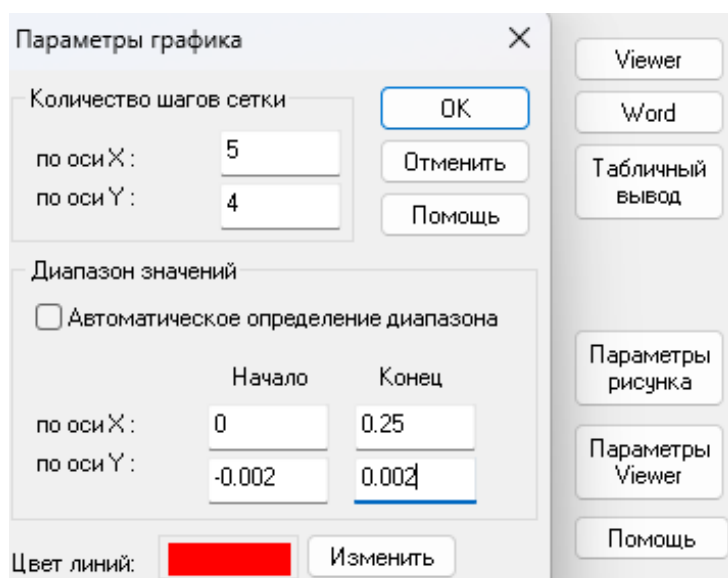 Параметры графика
Количество шагов сетки
по оси X :
5
по оси Y :
4
OK
Отменить
Помощь
Диапазон значений
Автоматическое определение диапазона
Начало
Конец
по оси X :
0
0.25
по оси Y :
-0.002
0.002
Цвет линий:
Изменить
Viewer
Word
Табличный
вывод
Параметры
рисунка
Параметры
Viewer
Помощь